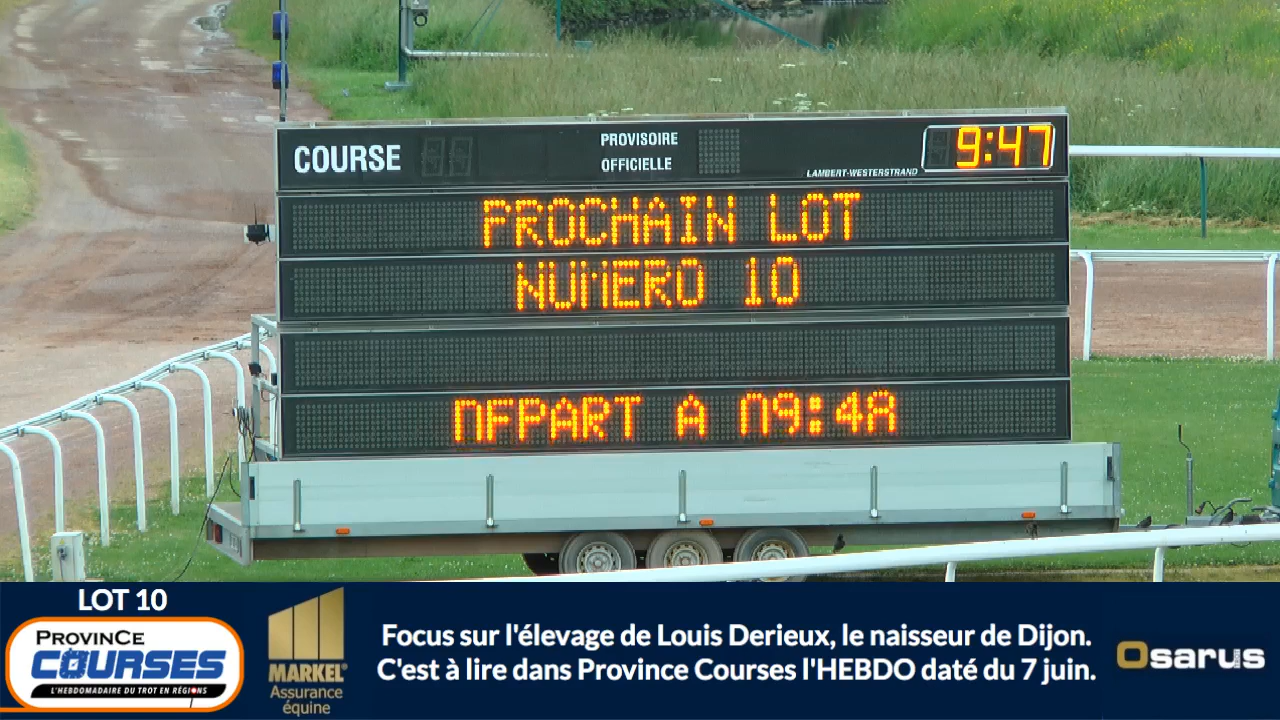 COURSE
PROVISOIRE
OFFICIELLE
LAMBERT-WESTERSTRAND
9:47
PROCHAIN LOT
NUMERO 10
DEPART A 09:48
LOT 10
PROVINCE
COURSES
L'HEBDOMADAIRE DU TROT EN RÉGIONS
MARKEL
Assurance
équine
Focus sur l'élevage de Louis Derieux, le naisseur de Dijon.
C'est à lire dans Province Courses l'HEBDO daté du 7 juin.
Osarus